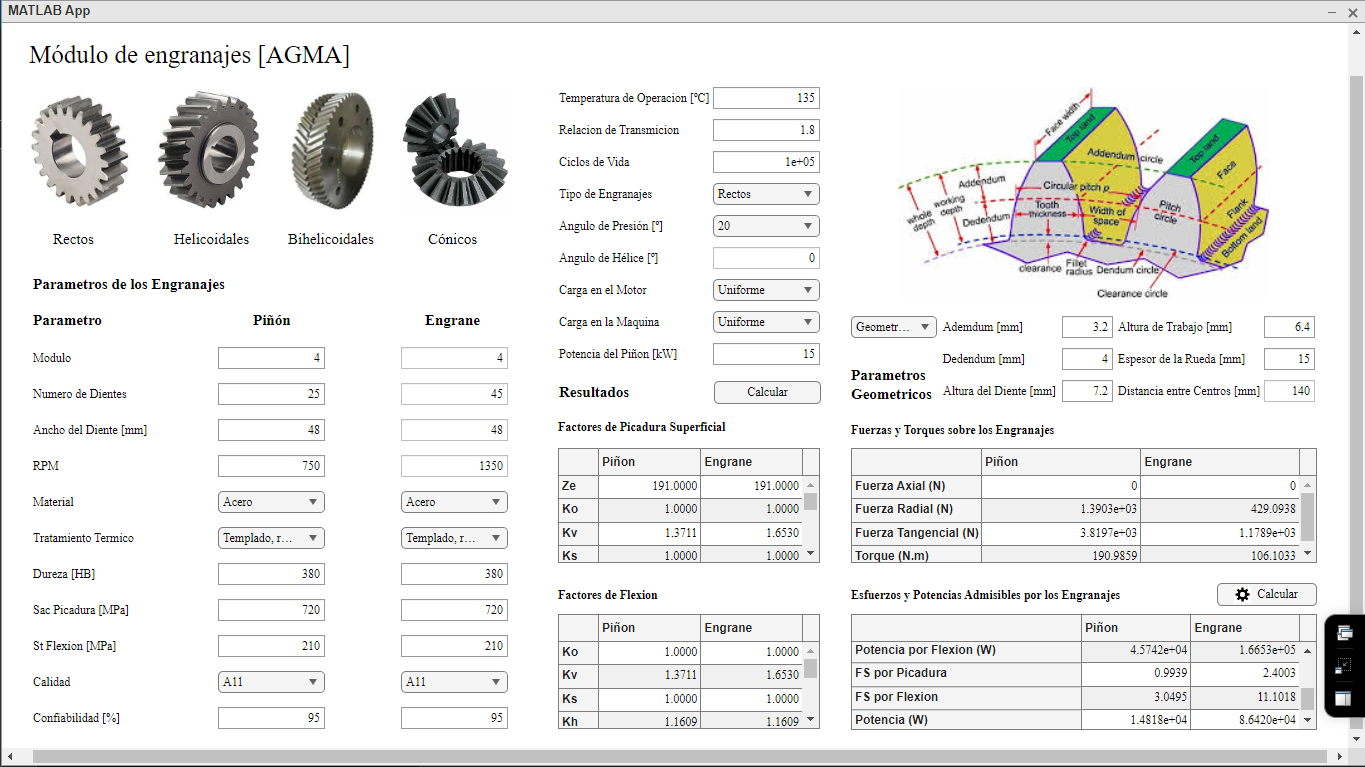 MATLAB App
Módulo de engranajes [AGMA]
Rectos
Helicoidales
Bihelicoidales
Cónicos
Parametros de los Engranajes
Parametro Piñón Engrane
Modulo 4 4
Numero de Dientes 25 45
Ancho del Diente [mm] 48 48
RPM 750 1350
Material Acero Acero
Tratamiento Termico Templado, r... Templado, r...
Dureza [HB] 380 380
Sac Picadura [MPa] 720 720
St Flexion [MPa] 210 210
Calidad A11 A11
Confiabilidad [%] 95 95
Temperatura de Operacion [ºC] 135
Relacion de Transmicion 1.8
Ciclos de Vida 1e+05
Tipo de Engranajes Rectos
Angulo de Presión [º] 20
Angulo de Hélice [º] 0
Carga en el Motor Uniforme
Carga en la Maquina Uniforme
Potencia del Piñon [kW] 15
Resultados Calcular
Factores de Picadura Superficial
Piñon Engrane
Ze 191.0000 191.0000
Ko 1.0000 1.0000
Kv 1.3711 1.6530
Ks 1.0000 1.0000
Factores de Flexion
Piñon Engrane
Ko 1.0000 1.0000
Kv 1.3711 1.6530
Ks 1.0000 1.0000
Kh 1.1609 1.1609
Face width
Top land
Top land
Addendum circle
Face
Addendum
Circular pitch p
whole depth
working depth
Dedendum
Tooth thickness
Width of space
Pitch circle
Flank
Bottom land
clearance
Fillet radius
Dendum circle
Clearance circle
Geometr...
Parametros
Geometricos
Ademdum [mm] 3.2 Altura de Trabajo [mm] 6.4
Dedendum [mm] 4 Espesor de la Rueda [mm] 15
Altura del Diente [mm] 7.2 Distancia entre Centros [mm] 140
Fuerzas y Torques sobre los Engranajes
Piñon Engrane
Fuerza Axial (N) 0 0
Fuerza Radial (N) 1.3903e+03 429.0938
Fuerza Tangencial (N) 3.8197e+03 1.1789e+03
Torque (N.m) 190.9859 106.1033
Esfuerzos y Potencias Admisibles por los Engranajes Calcular
Piñon Engrane
Potencia por Flexion (W) 4.5742e+04 1.6653e+05
FS por Picadura 0.9939 2.4003
FS por Flexion 3.0495 11.1018
Potencia (W) 1.4818e+04 8.6420e+04